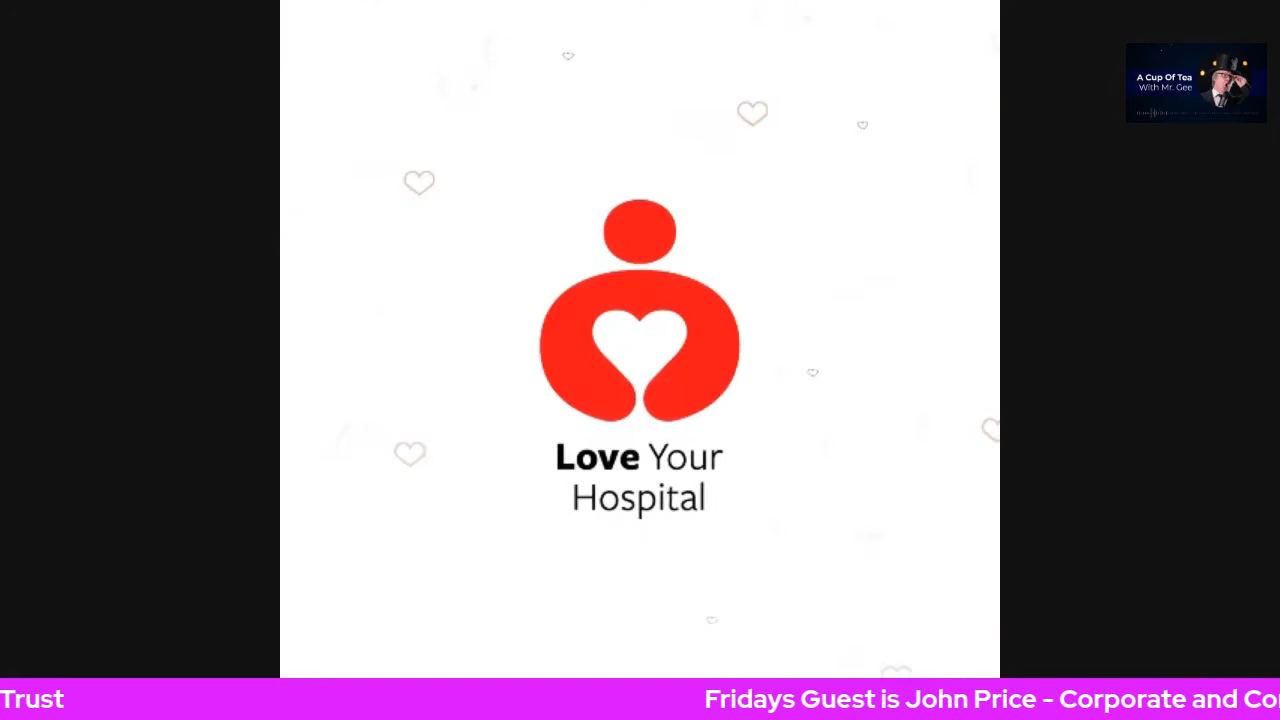 A Cup Of Tea
With Mr. Gee
Love Your
Hospital
Trust
Fridays Guest is John Price - Corporate and Co